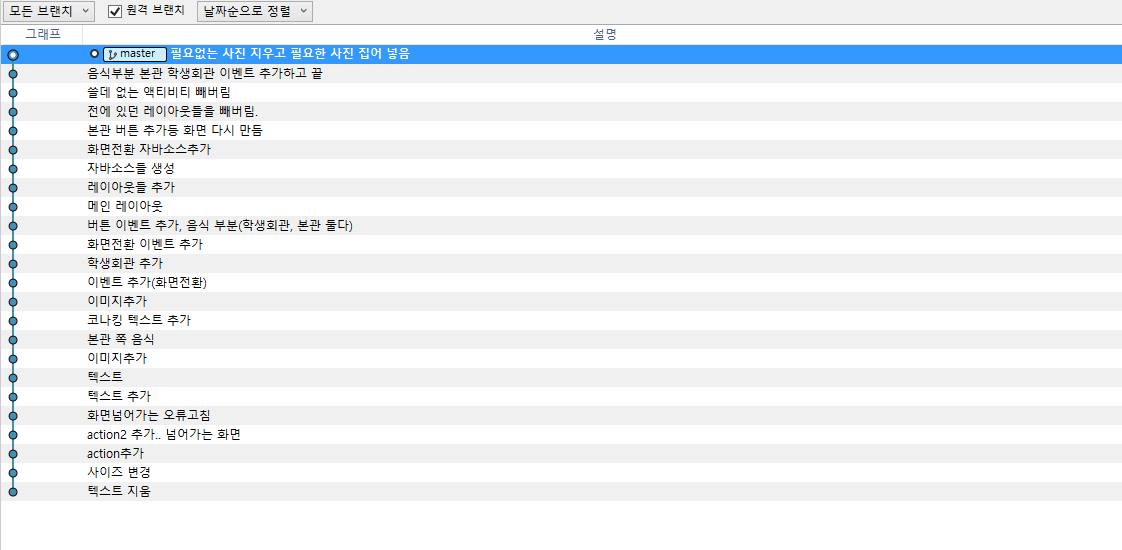 모든 브랜치 원격 브랜치 날짜순으로 정렬
그래프 설명
master 필요없는 사진 지우고 필요한 사진 집어 넣음
음식부분 본관 학생회관 이벤트 추가하고 끝
쓸데 없는 액티비티 빼버림
전에 있던 레이아웃들을 빼버림.
본관 버튼 추가등 화면 다시 만듬
화면전환 자바소스추가
자바소스들 생성
레이아웃들 추가
메인 레이아웃
버튼 이벤트 추가, 음식 부분(학생회관, 본관 둘다)
화면전환 이벤트 추가
학생회관 추가
이벤트 추가(화면전환)
이미지추가
코나킹 텍스트 추가
본관 쪽 음식
이미지추가
텍스트
텍스트 추가
화면넘어가는 오류고침
action2 추가.. 넘어가는 화면
action추가
사이즈 변경
텍스트 지움